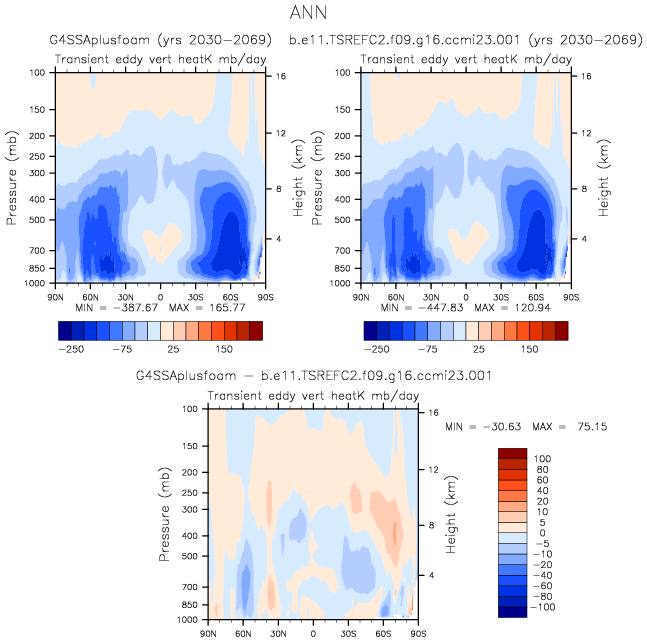 ANN
G4SSAplusfoam (yrs 2030-2069)    b.e11.TSREFC2.f09.g16.ccmi23.001 (yrs 2030-2069)
Transient eddy vert heatK mb/day    Transient eddy vert heatK mb/day
100 150 200 250 300 400 500 700 850 1000
Pressure (mb)
16 12 8 4
Height (km)
90N 60N 30N 0 30S 60S 90S
MIN = -387.67 MAX = 165.77
-250 -75 25 150
100 150 200 250 300 400 500 700 850 1000
Pressure (mb)
16 12 8 4
Height (km)
90N 60N 30N 0 30S 60S 90S
MIN = -447.83 MAX = 120.94
-250 -75 25 150
G4SSAplusfoam - b.e11.TSREFC2.f09.g16.ccmi23.001
Transient eddy vert heatK mb/day
100 150 200 250 300 400 500 700 850 1000
Pressure (mb)
16 12 8 4
Height (km)
90N 60N 30N 0 30S 60S 90S
MIN = -30.63 MAX = 75.15
100
80
60
40
20
10
5
0
-5
-10
-20
-40
-60
-80
-100